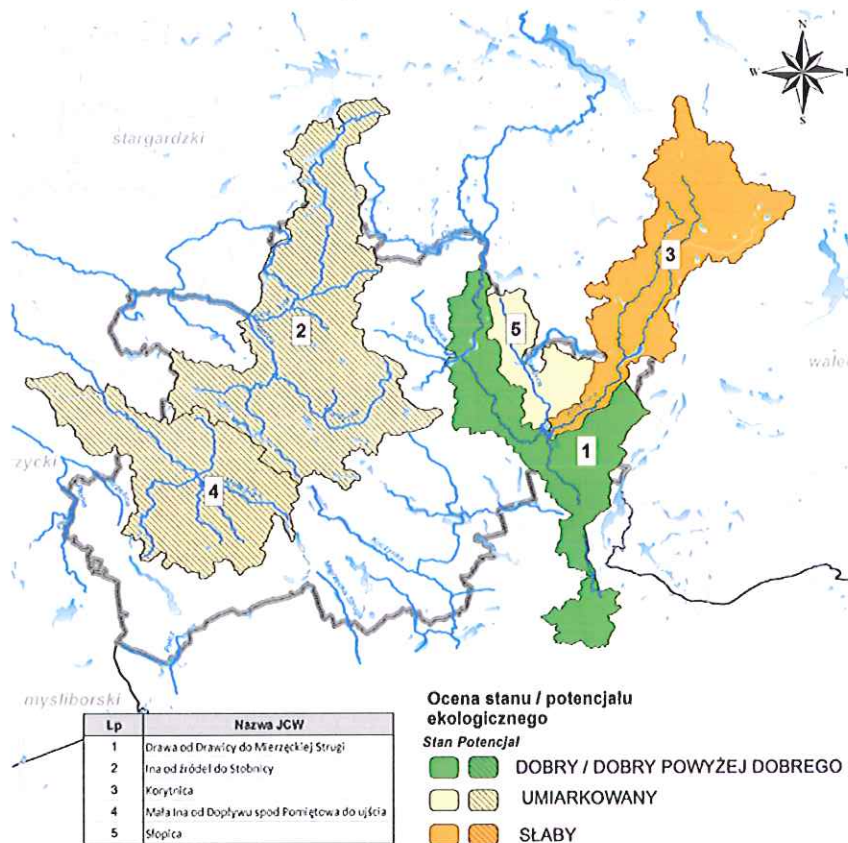 N
W E
S
stargardzki
3
2
5
wałec
1
zycki
4
myśliborski
Ocena stanu / potencjału
ekologicznego
Stan Potencjał
DOBRY / DOBRY POWYŻEJ DOBREGO
UMIARKOWANY
SŁABY
Lp Nazwa JCW
1 Drawa od Drawicy do Mierzęckiej Strugi
2 Ina od źródeł do Stobnicy
3 Korytnica
4 Mała Ina od Dopływu spod Pomiętowa do ujścia
5 Słopica